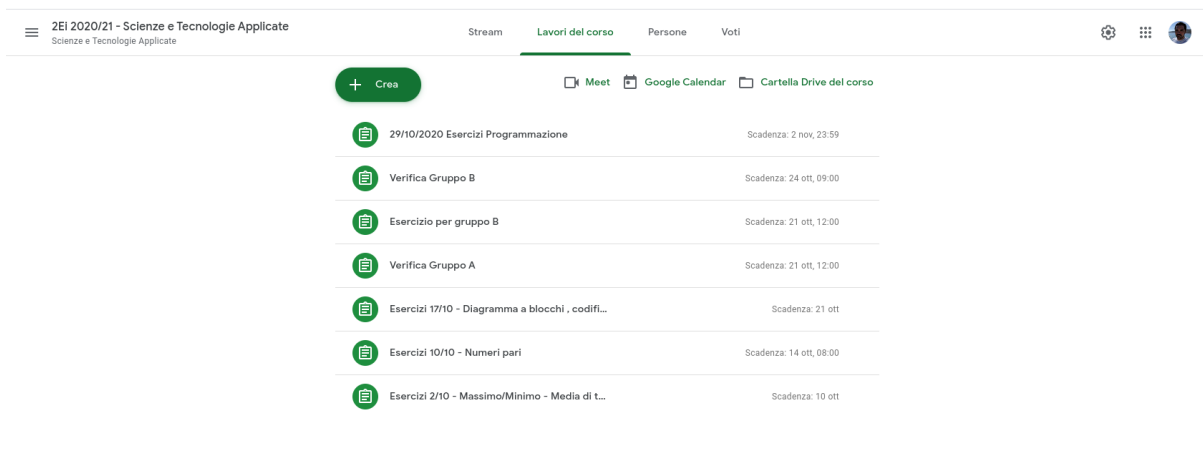 2Ei 2020/21 - Scienze e Tecnologie Applicate
Scienze e Tecnologie Applicate
Stream Lavori del corso Persone Voti
Crea
Meet Google Calendar Cartella Drive del corso
29/10/2020 Esercizi Programmazione Scadenza: 2 nov, 23:59
Verifica Gruppo B Scadenza: 24 ott, 09:00
Esercizio per gruppo B Scadenza: 21 ott, 12:00
Verifica Gruppo A Scadenza: 21 ott, 12:00
Esercizi 17/10 - Diagramma a blocchi , codifi... Scadenza: 21 ott
Esercizi 10/10 - Numeri pari Scadenza: 14 ott, 08:00
Esercizi 2/10 - Massimo/Minimo - Media di t... Scadenza: 10 ott